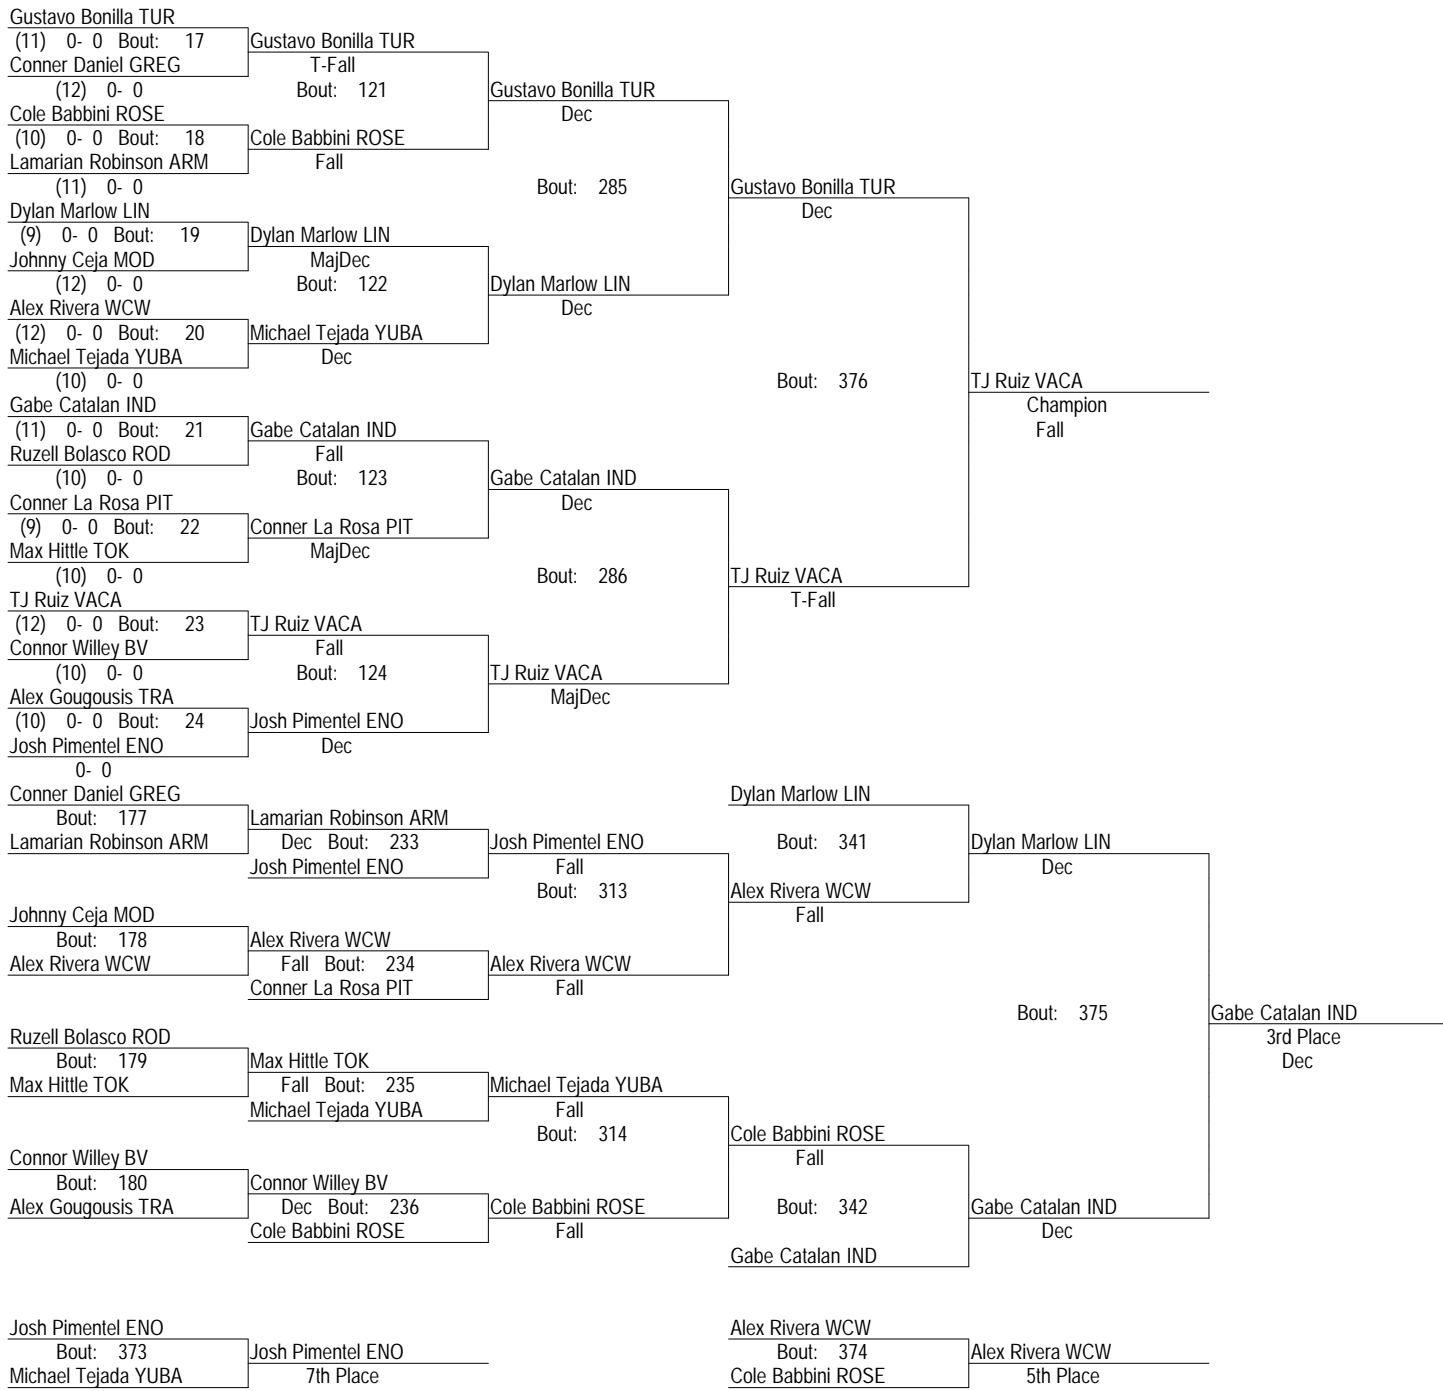 Gustavo Bonilla TUR
(11) 0- 0 Bout: 17 Gustavo Bonilla TUR
Conner Daniel GREG T-Fall
(12) 0- 0 Bout: 121 Gustavo Bonilla TUR
Cole Babbini ROSE Dec
(10) 0- 0 Bout: 18 Cole Babbini ROSE
Lamarian Robinson ARM Fall
(11) 0- 0 Bout: 285 Gustavo Bonilla TUR
Dylan Marlow LIN Dec
(9) 0- 0 Bout: 19 Dylan Marlow LIN
Johnny Ceja MOD MajDec
(12) 0- 0 Bout: 122 Dylan Marlow LIN
Alex Rivera WCW Dec
(12) 0- 0 Bout: 20 Michael Tejada YUBA
Michael Tejada YUBA Dec
(10) 0- 0 Bout: 376 TJ Ruiz VACA
Gabe Catalan IND Champion
(11) 0- 0 Bout: 21 Gabe Catalan IND Fall
Ruzell Bolasco ROD Fall
(10) 0- 0 Bout: 123 Gabe Catalan IND
Conner La Rosa PIT Dec
(9) 0- 0 Bout: 22 Conner La Rosa PIT
Max Hittle TOK MajDec
(10) 0- 0 Bout: 286 TJ Ruiz VACA
TJ Ruiz VACA T-Fall
(12) 0- 0 Bout: 23 TJ Ruiz VACA
Connor Willey BV Fall
(10) 0- 0 Bout: 124 TJ Ruiz VACA
Alex Gougousis TRA MajDec
(10) 0- 0 Bout: 24 Josh Pimentel ENO
Josh Pimentel ENO Dec
0- 0
Conner Daniel GREG Dylan Marlow LIN
Bout: 177 Lamarian Robinson ARM
Lamarian Robinson ARM Dec Bout: 233 Josh Pimentel ENO Bout: 341 Dylan Marlow LIN
Josh Pimentel ENO Fall Dec
Bout: 313 Alex Rivera WCW
Johnny Ceja MOD Fall
Bout: 178 Alex Rivera WCW
Alex Rivera WCW Fall Bout: 234 Alex Rivera WCW
Conner La Rosa PIT Fall
Bout: 375 Gabe Catalan IND
Ruzell Bolasco ROD 3rd Place
Bout: 179 Max Hittle TOK Dec
Max Hittle TOK Fall Bout: 235 Michael Tejada YUBA
Michael Tejada YUBA Fall
Bout: 314 Cole Babbini ROSE
Connor Willey BV Fall
Bout: 180 Connor Willey BV
Alex Gougousis TRA Dec Bout: 236 Cole Babbini ROSE Bout: 342 Gabe Catalan IND
Cole Babbini ROSE Fall Dec
Gabe Catalan IND
Josh Pimentel ENO Alex Rivera WCW
Bout: 373 Josh Pimentel ENO Bout: 374 Alex Rivera WCW
Michael Tejada YUBA 7th Place Cole Babbini ROSE 5th Place